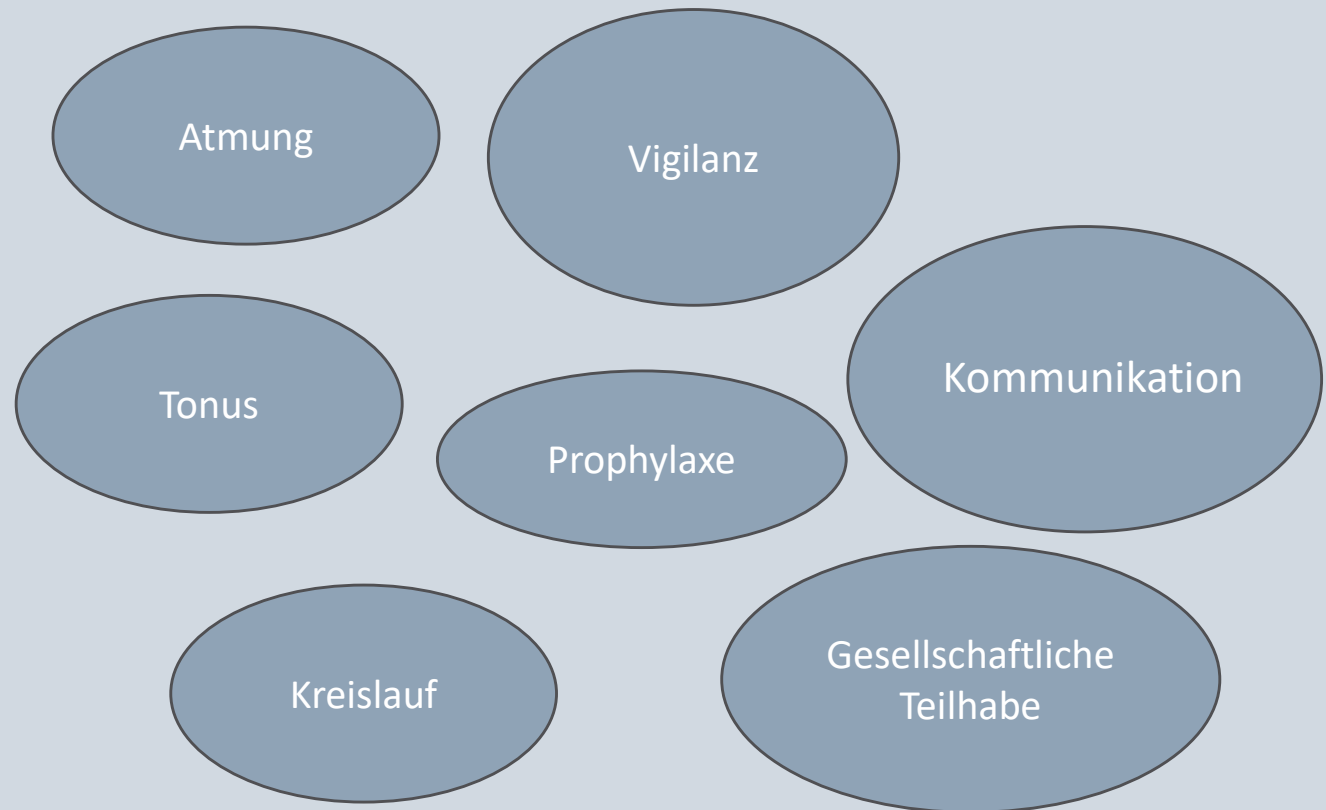 Atmung
Vigilanz
Kommunikation
Tonus
Prophylaxe
Gesellschaftliche
Teilhabe
Kreislauf